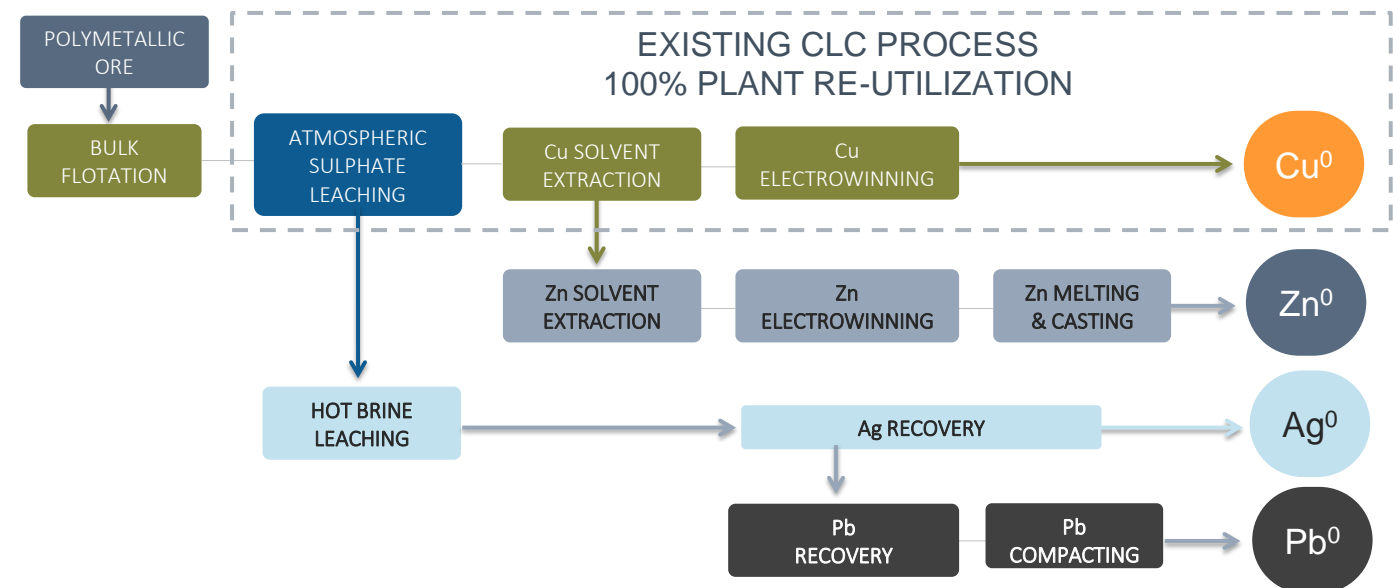 POLYMETALLIC
ORE
EXISTING CLC PROCESS
100% PLANT RE-UTILIZATION
BULK
FLOTATION
ATMOSPHERIC
SULPHATE
LEACHING
Cu SOLVENT
EXTRACTION
Cu
ELECTROWINNING
Cu⁰
Zn SOLVENT
EXTRACTION
Zn
ELECTROWINNING
Zn MELTING
& CASTING
Zn⁰
HOT BRINE
LEACHING
Ag RECOVERY
Ag⁰
Pb
RECOVERY
Pb
COMPACTING
Pb⁰